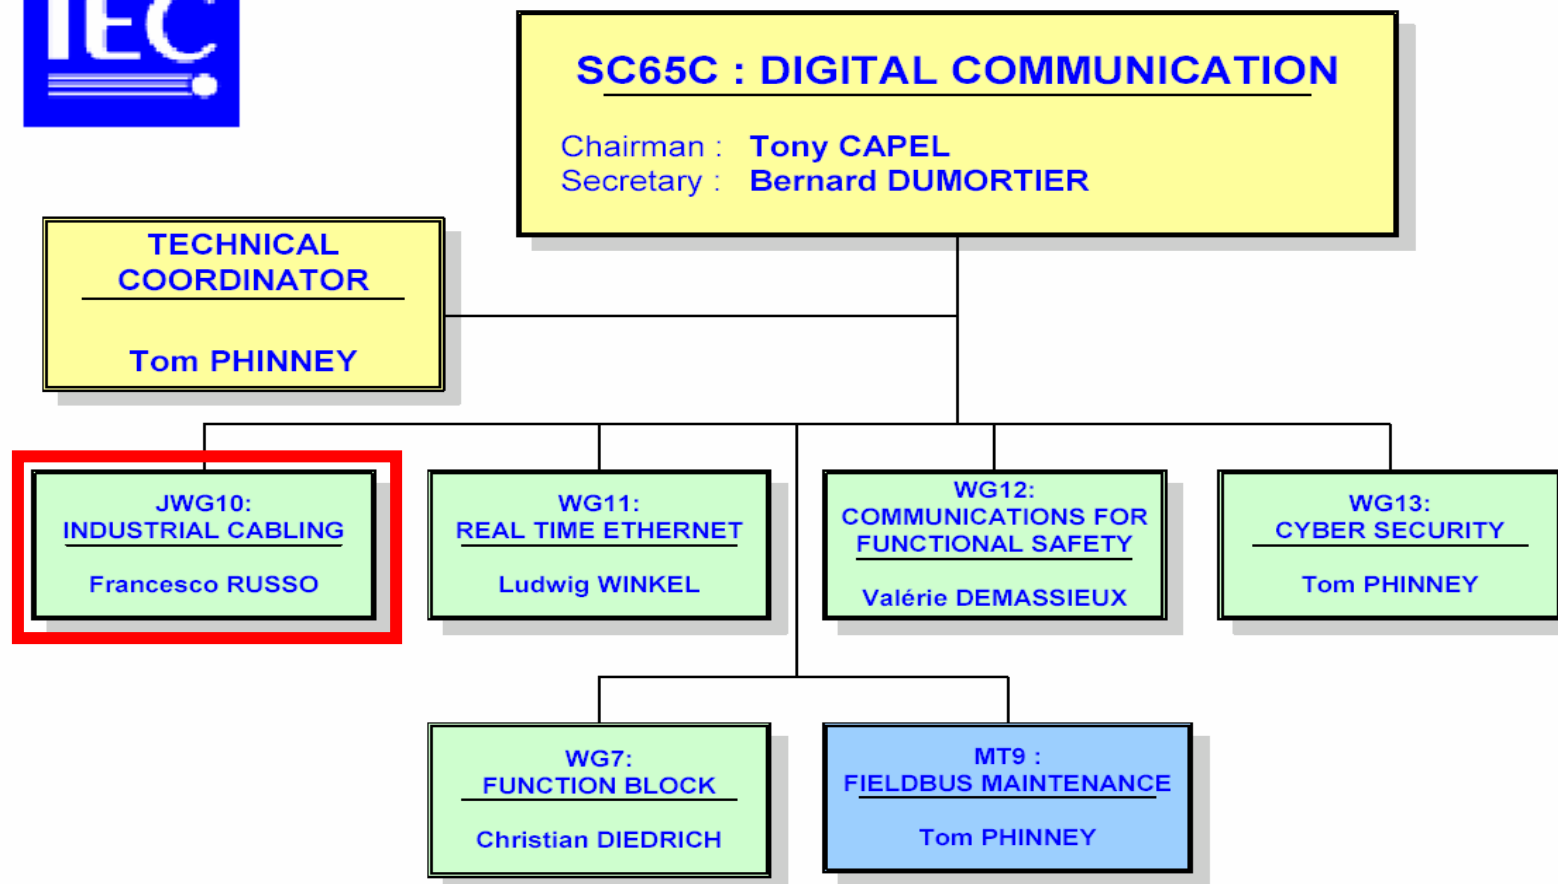 IEC
SC65C : DIGITAL COMMUNICATION
Chairman : Tony CAPEL
Secretary : Bernard DUMORTIER
TECHNICAL
COORDINATOR
Tom PHINNEY
JWG10:
INDUSTRIAL CABLING
Francesco RUSSO
WG11:
REAL TIME ETHERNET
Ludwig WINKEL
WG12:
COMMUNICATIONS FOR
FUNCTIONAL SAFETY
Valérie DEMASSIEUX
WG13:
CYBER SECURITY
Tom PHINNEY
WG7:
FUNCTION BLOCK
Christian DIEDRICH
MT9 :
FIELDBUS MAINTENANCE
Tom PHINNEY